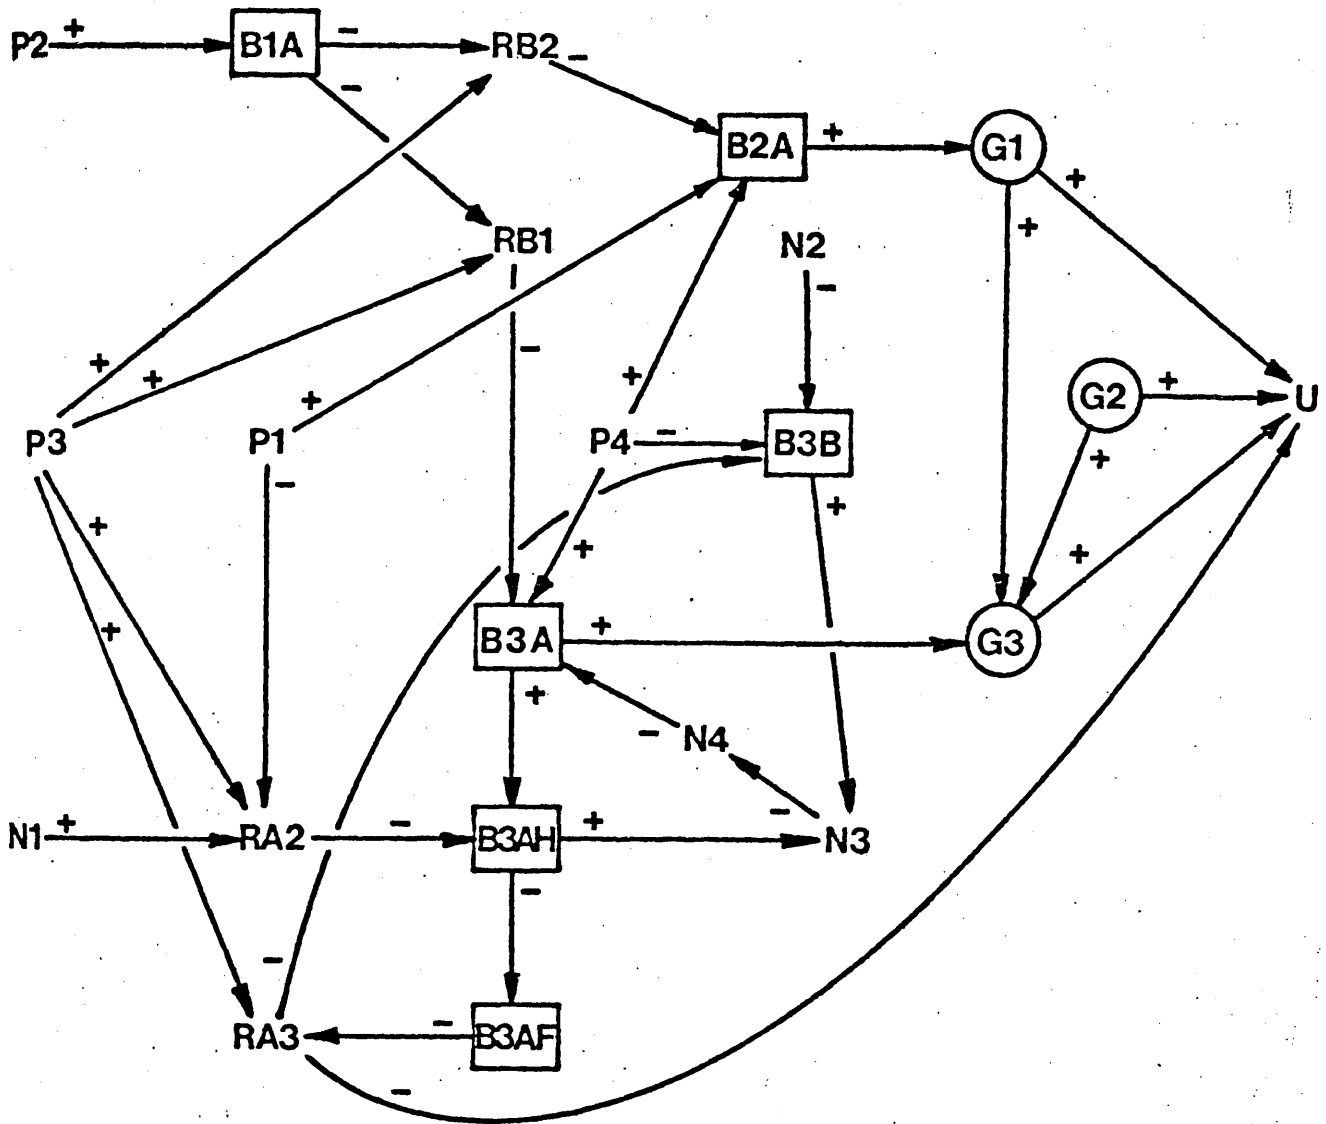 P2 + B1A - RB2 -
-
B2A + G1
+
RB1
N2
+
-
-
+
+
+
G2 + U
+
P3 P1 P4 - B3B
-
+
+
+
+
+
+
B3A + G3
+
-
N4
N1 + RA2 - B3AH + - N3
-
-
RA3 - B3AF
-